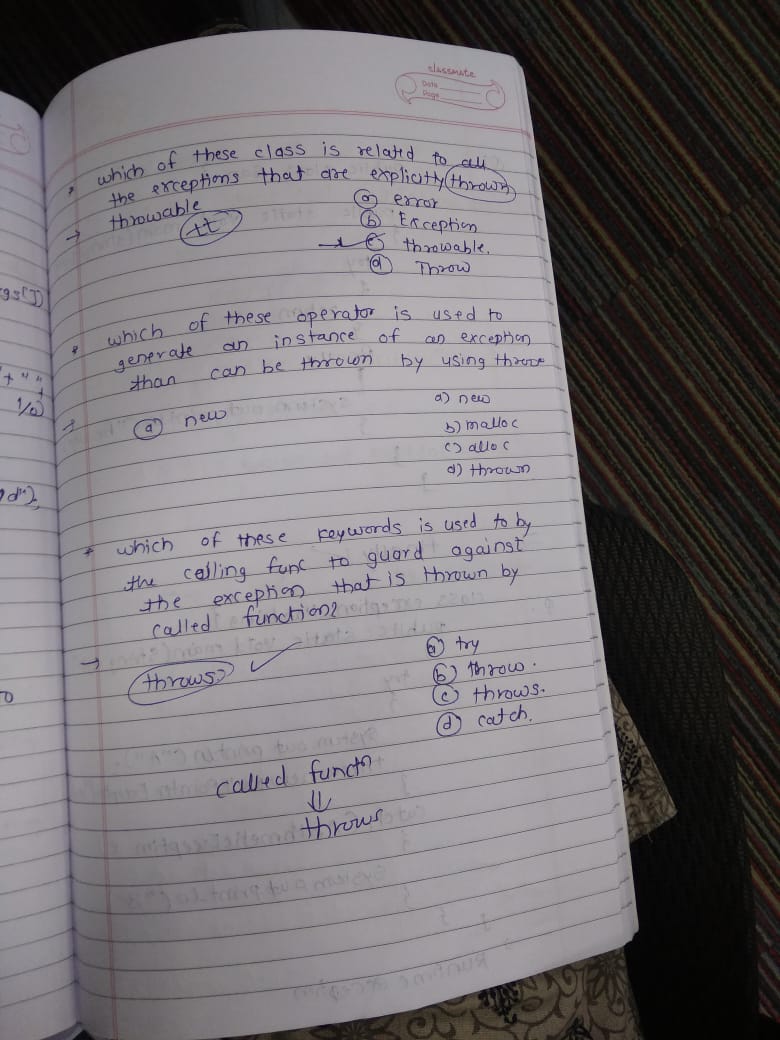 classmate
Date
Page
* which of these class is related to all
the exceptions that are explicitly thrown
→ throwable
tt
ⓐ error
ⓑ Exception
ⓒ throwable.
ⓓ Throw
* which of these operator is used to
generate an instance of an exception
than can be thrown by using throw
→ ⓐ new
a) new
b) malloc
c) alloc
d) thrown
* which of these keywords is used to by
the calling func to guard against
the exception that is thrown by
called function?
→ throws
ⓐ try
ⓑ throw.
ⓒ throws.
ⓓ catch.
called functn
⇓
throws
gs[])
1/0)